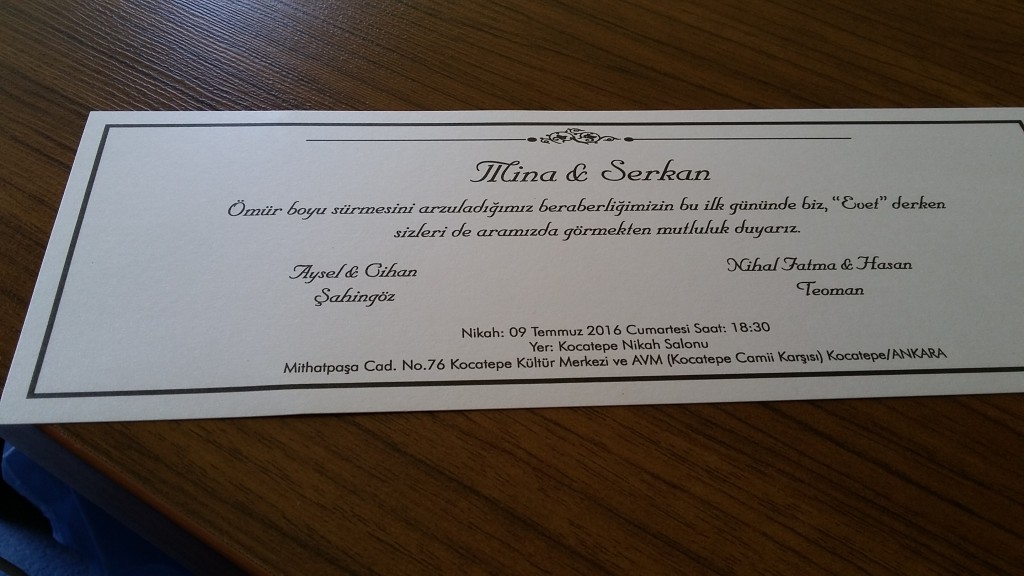 Mina & Serkan
Ömür boyu sürmesini arzuladığımız beraberliğimizin bu ilk gününde biz, “Evet” derken
sizleri de aramızda görmekten mutluluk duyarız.
Aysel & Cihan
Şahingöz
Nihal Fatma & Hasan
Teoman
Nikah: 09 Temmuz 2016 Cumartesi Saat: 18:30
Yer: Kocatepe Nikah Salonu
Mithatpaşa Cad. No.76 Kocatepe Kültür Merkezi ve AVM (Kocatepe Camii Karşısı) Kocatepe/ANKARA